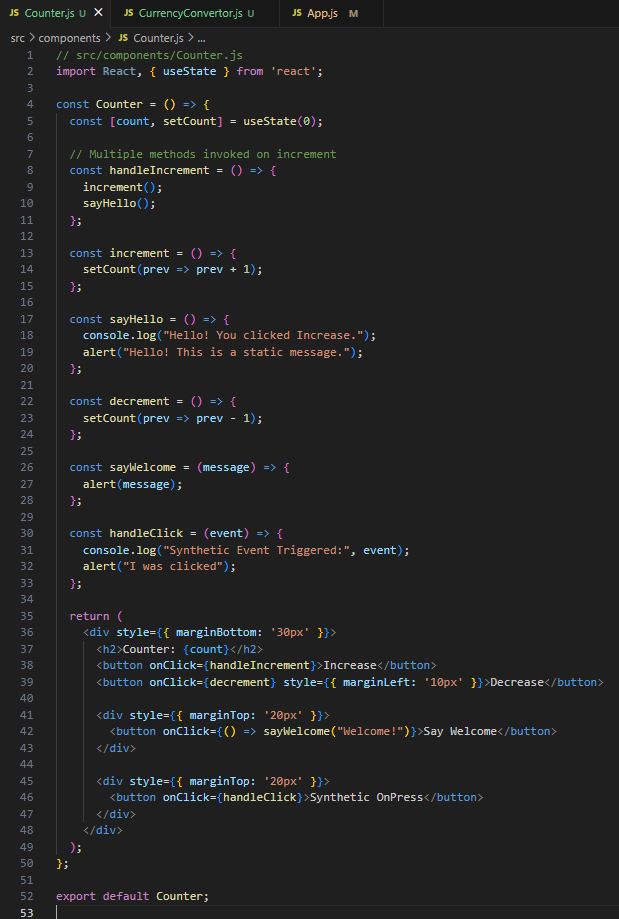 JS Counter.js U × JS CurrencyConvertor.js U JS App.js M
src > components > JS Counter.js > ...
1 // src/components/Counter.js
2 import React, { useState } from 'react';
3
4 const Counter = () => {
5 const [count, setCount] = useState(0);
6
7 // Multiple methods invoked on increment
8 const handleIncrement = () => {
9 increment();
10 sayHello();
11 };
12
13 const increment = () => {
14 setCount(prev => prev + 1);
15 };
16
17 const sayHello = () => {
18 console.log("Hello! You clicked Increase.");
19 alert("Hello! This is a static message.");
20 };
21
22 const decrement = () => {
23 setCount(prev => prev - 1);
24 };
25
26 const sayWelcome = (message) => {
27 alert(message);
28 };
29
30 const handleClick = (event) => {
31 console.log("Synthetic Event Triggered:", event);
32 alert("I was clicked");
33 };
34
35 return (
36 <div style={{ marginBottom: '30px' }}>
37 <h2>Counter: {count}</h2>
38 <button onClick={handleIncrement}>Increase</button>
39 <button onClick={decrement} style={{ marginLeft: '10px' }}>Decrease</button>
40
41 <div style={{ marginTop: '20px' }}>
42 <button onClick={() => sayWelcome("Welcome!")}>Say Welcome</button>
43 </div>
44
45 <div style={{ marginTop: '20px' }}>
46 <button onClick={handleClick}>Synthetic OnPress</button>
47 </div>
48 </div>
49 );
50 };
51
52 export default Counter;
53